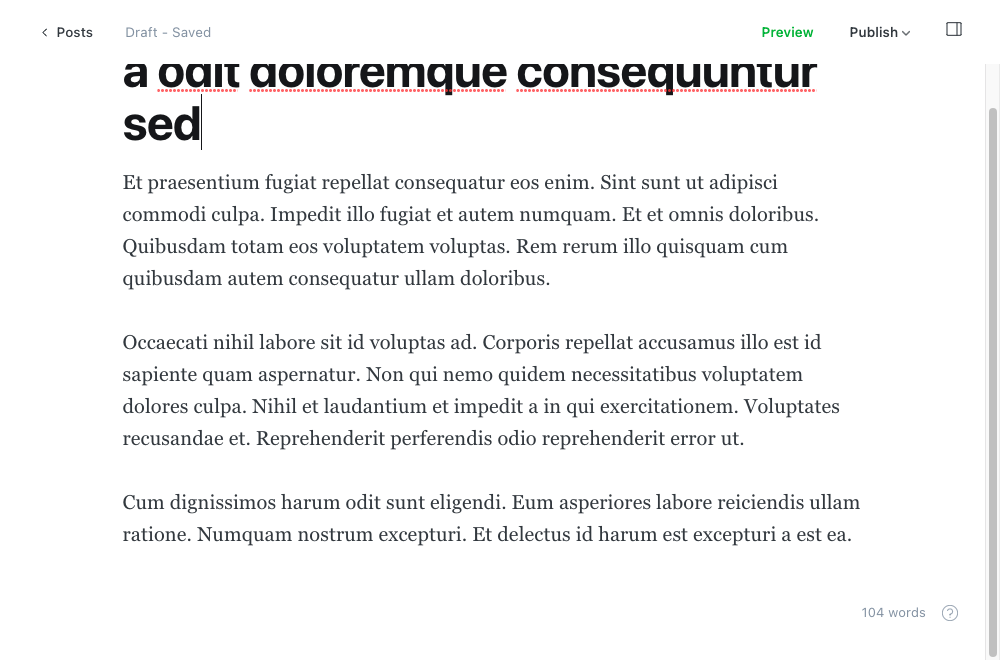 Posts
Draft - Saved
Preview
Publish
a odit doloremque consequuntur
sed
Et praesentium fugiat repellat consequatur eos enim. Sint sunt ut adipisci
commodi culpa. Impedit illo fugiat et autem numquam. Et et omnis doloribus.
Quibusdam totam eos voluptatem voluptas. Rem rerum illo quisquam cum
quibusdam autem consequatur ullam doloribus.
Occaecati nihil labore sit id voluptas ad. Corporis repellat accusamus illo est id
sapiente quam aspernatur. Non qui nemo quidem necessitatibus voluptatem
dolores culpa. Nihil et laudantium et impedit a in qui exercitationem. Voluptates
recusandae et. Reprehenderit perferendis odio reprehenderit error ut.
Cum dignissimos harum odit sunt eligendi. Eum asperiores labore reiciendis ullam
ratione. Numquam nostrum excepturi. Et delectus id harum est excepturi a est ea.
104 words
?